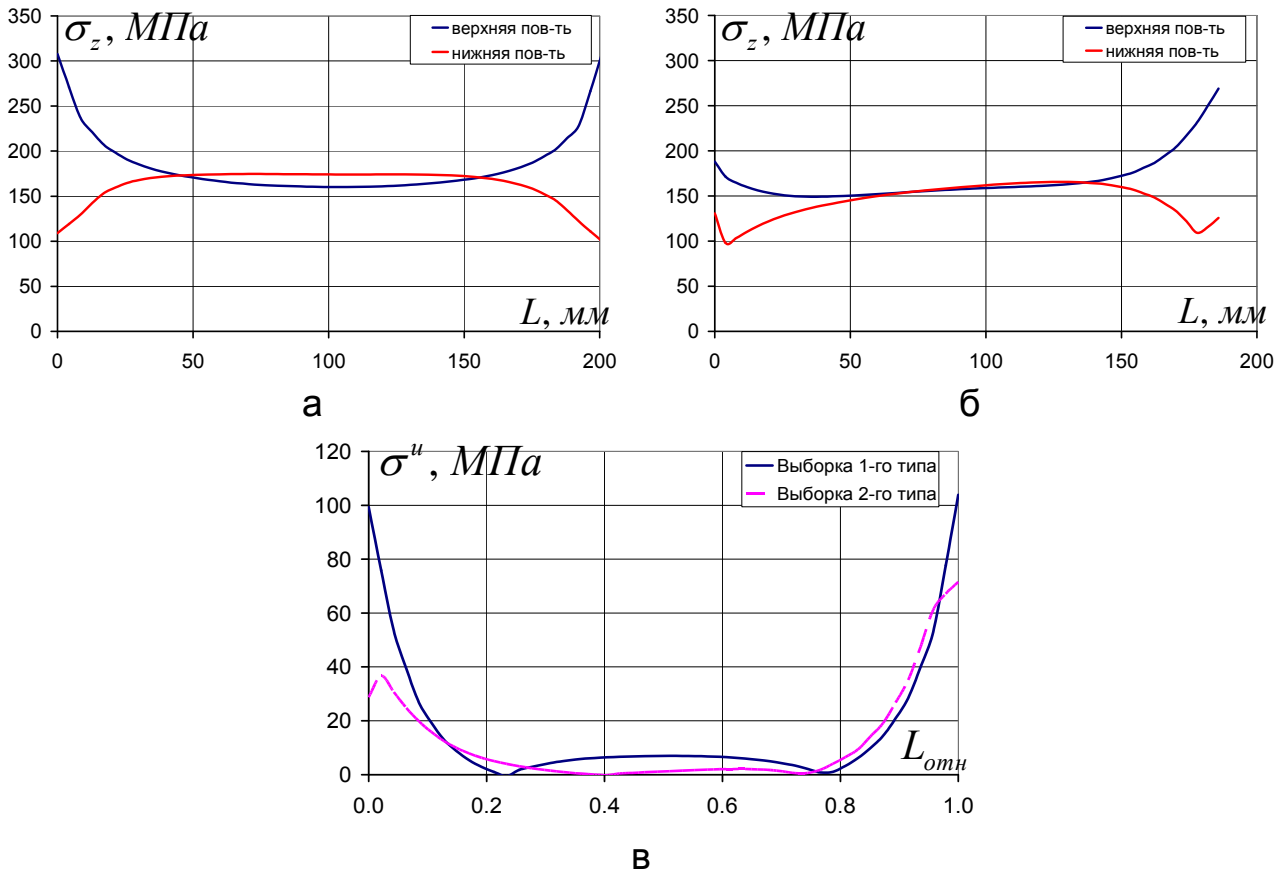 σz, МПа
верхняя пов-ть
нижняя пов-ть
350
300
250
200
150
100
50
0
0 50 100 150 200
L, мм
а
σz, МПа
верхняя пов-ть
нижняя пов-ть
350
300
250
200
150
100
50
0
0 50 100 150 200
L, мм
б
σᵘ, МПа
Выборка 1-го типа
Выборка 2-го типа
120
100
80
60
40
20
0
0.0 0.2 0.4 0.6 0.8 1.0
Lотн
в